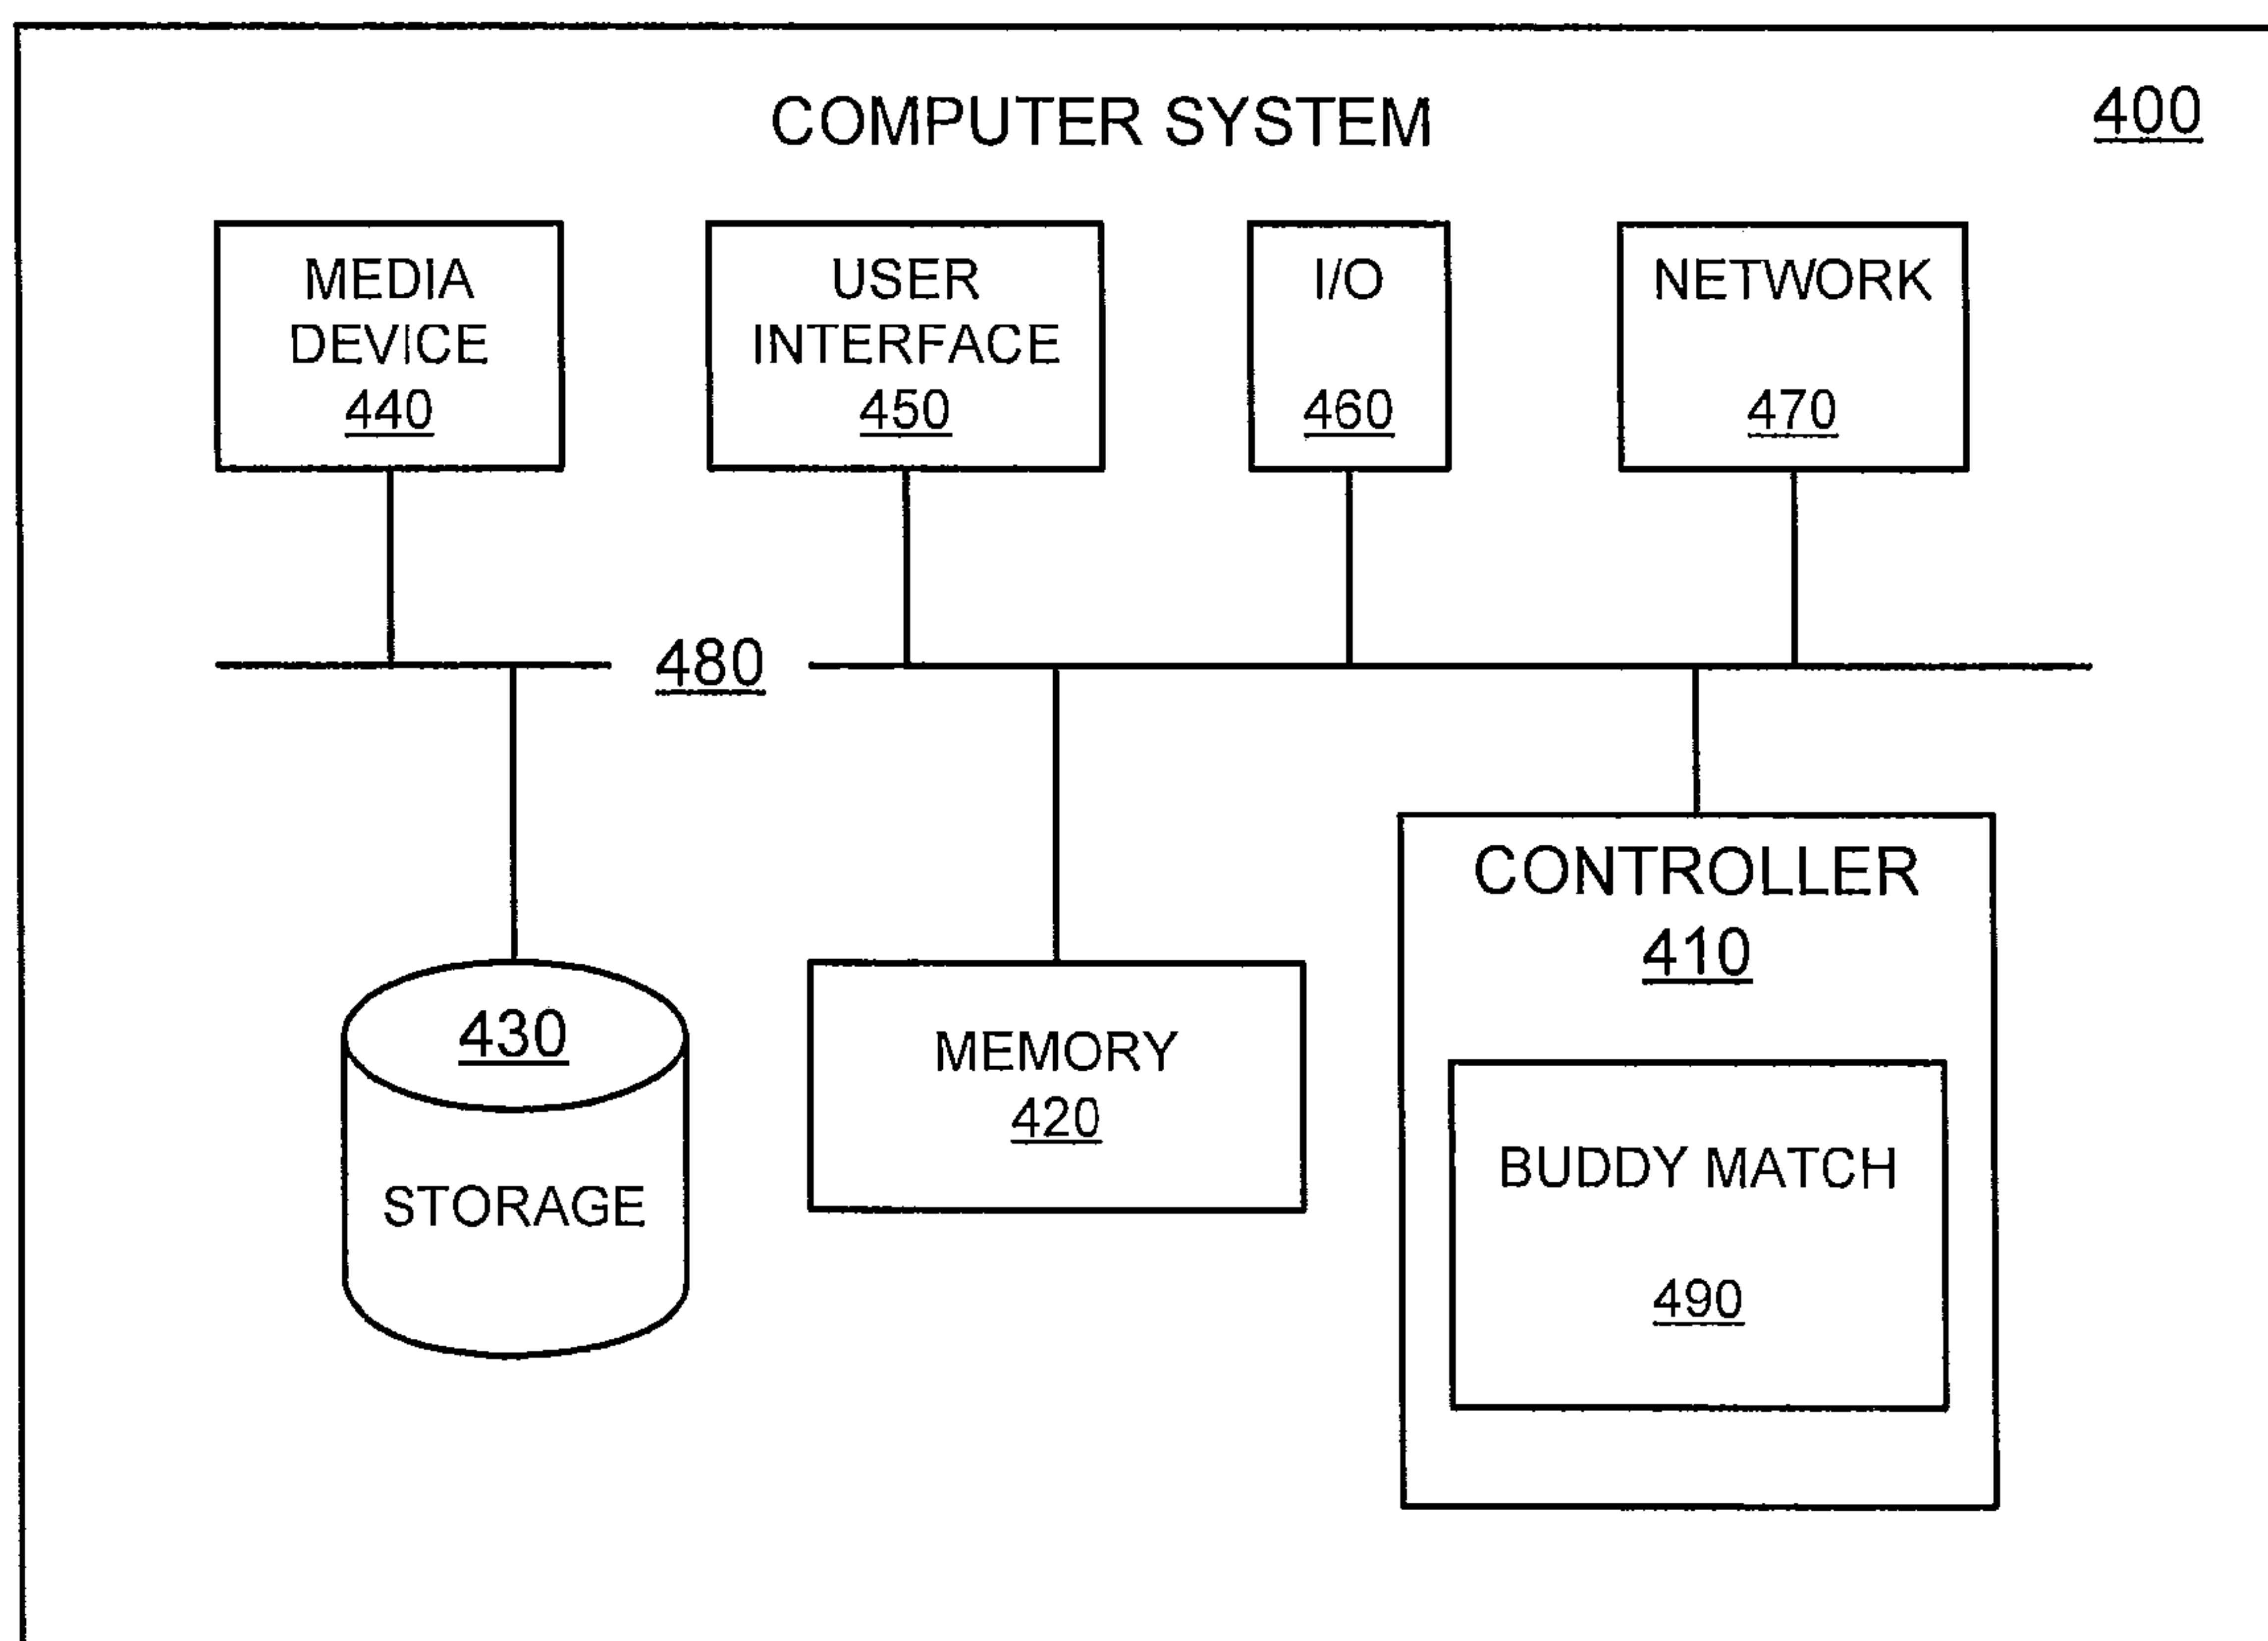 COMPUTER SYSTEM
400
MEDIA
DEVICE
440
USER
INTERFACE
450
I/O
460
NETWORK
470
480
430
STORAGE
MEMORY
420
CONTROLLER
410
BUDDY MATCH
490